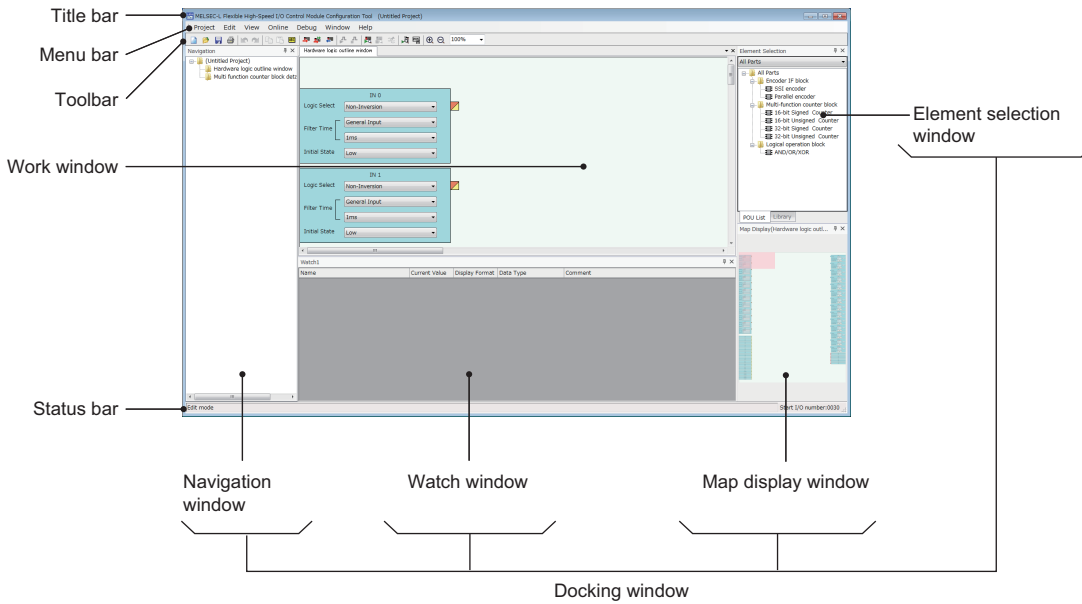 Title bar
MELSEC-L Flexible High-Speed I/O Control Module Configuration Tool (Untitled Project)
Menu bar
Project Edit View Online Debug Window Help
Toolbar
100%
Navigation
(Untitled Project)
Hardware logic outline window
Multi function counter block deta
Work window
Hardware logic outline window
IN 0
Logic Select Non-Inversion
Filter Time General Input
1ms
Initial State Low
IN 1
Logic Select Non-Inversion
Filter Time General Input
1ms
Initial State Low
Element Selection
All Parts
All Parts
Encoder IF block
SSI encoder
Parallel encoder
Multi-function counter block
16-bit Signed Counter
16-bit Unsigned Counter
32-bit Signed Counter
32-bit Unsigned Counter
Logical operation block
AND/OR/XOR
POU List Library
Element selection
window
Map Display(Hardware logic outli...
Watch1
Name Current Value Display Format Data Type Comment
Status bar
Edit mode
Start I/O number:0030
Navigation
window
Watch window
Map display window
Docking window